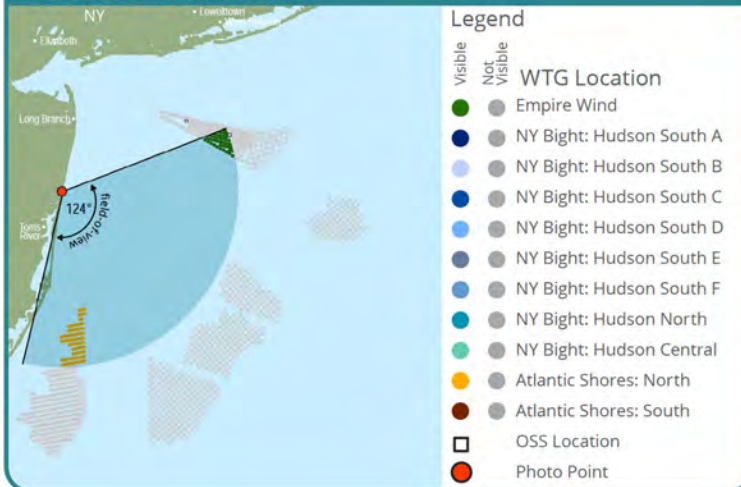 NY
Levittown
Elizabeth
Long Branch
124°
field-of-view
Toms
River
Legend
Visible
Not
Visible
WTG Location
Empire Wind
NY Bight: Hudson South A
NY Bight: Hudson South B
NY Bight: Hudson South C
NY Bight: Hudson South D
NY Bight: Hudson South E
NY Bight: Hudson South F
NY Bight: Hudson North
NY Bight: Hudson Central
Atlantic Shores: North
Atlantic Shores: South
OSS Location
Photo Point